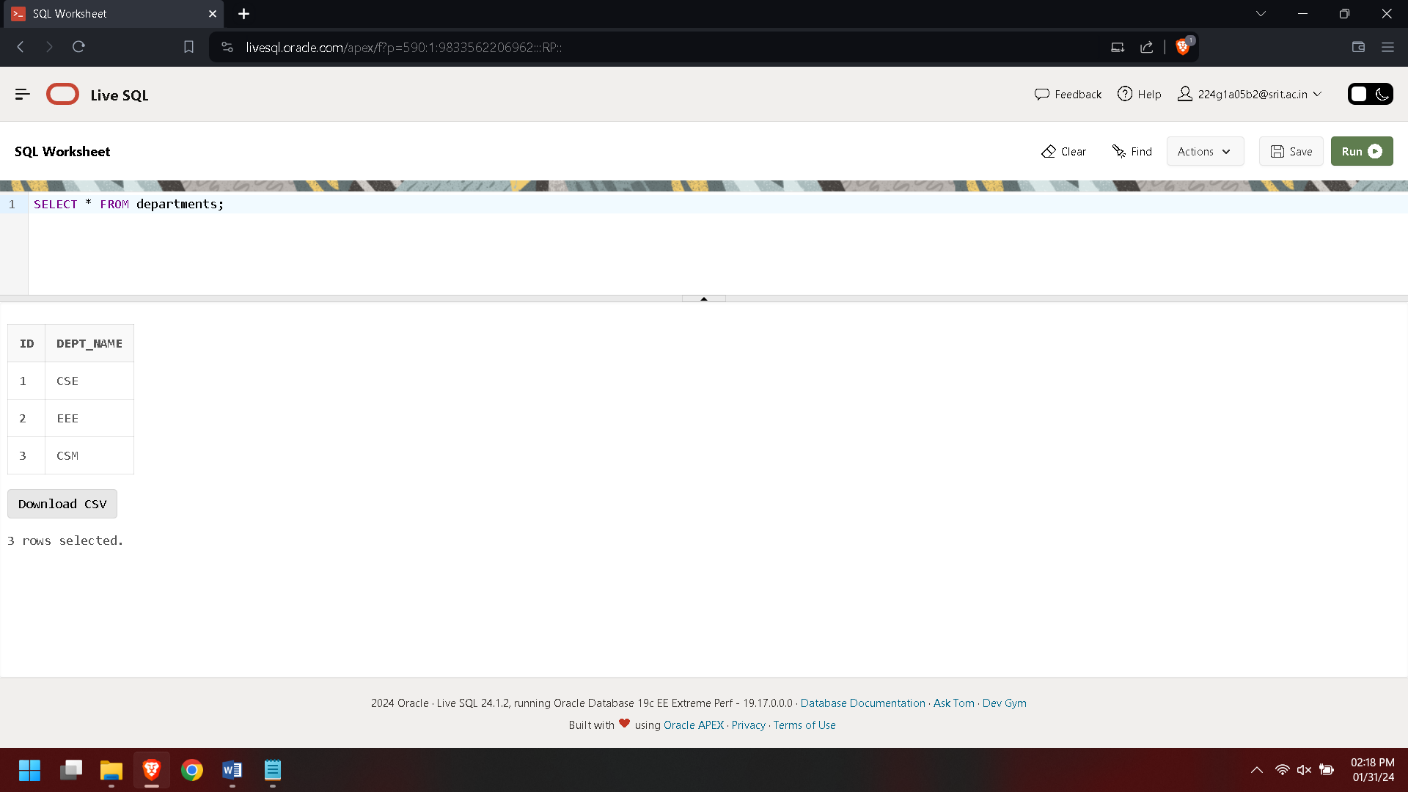 SQL Worksheet
livesql.oracle.com/apex/f?p=590:1:9833562206962:::RP::
1
Live SQL
Feedback
Help
224g1a05b2@srit.ac.in
SQL Worksheet
Clear
Find
Actions
Save
Run
1 SELECT * FROM departments;
ID DEPT_NAME
1 CSE
2 EEE
3 CSM
Download CSV
3 rows selected.
2024 Oracle · Live SQL 24.1.2, running Oracle Database 19c EE Extreme Perf - 19.17.0.0.0 · Database Documentation · Ask Tom · Dev Gym
Built with ❤ using Oracle APEX · Privacy · Terms of Use
02:18 PM
01/31/24